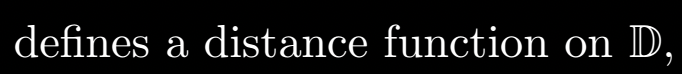 defines a distance function on 𝔻,